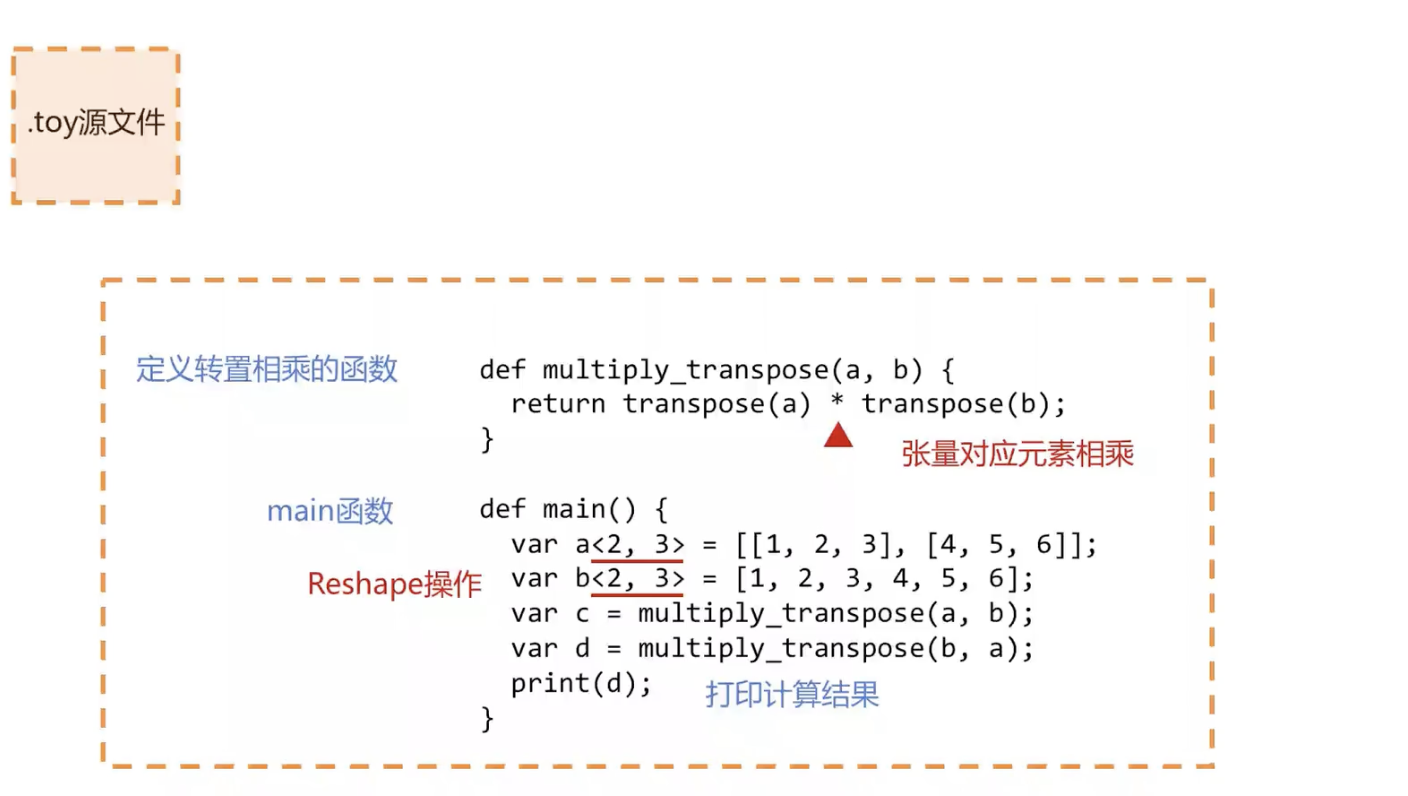 .toy源文件
定义转置相乘的函数
def multiply_transpose(a, b) {
return transpose(a) * transpose(b);
}
张量对应元素相乘
main函数
def main() {
var a<2, 3> = [[1, 2, 3], [4, 5, 6]];
Reshape操作
var b<2, 3> = [1, 2, 3, 4, 5, 6];
var c = multiply_transpose(a, b);
var d = multiply_transpose(b, a);
print(d);
打印计算结果
}